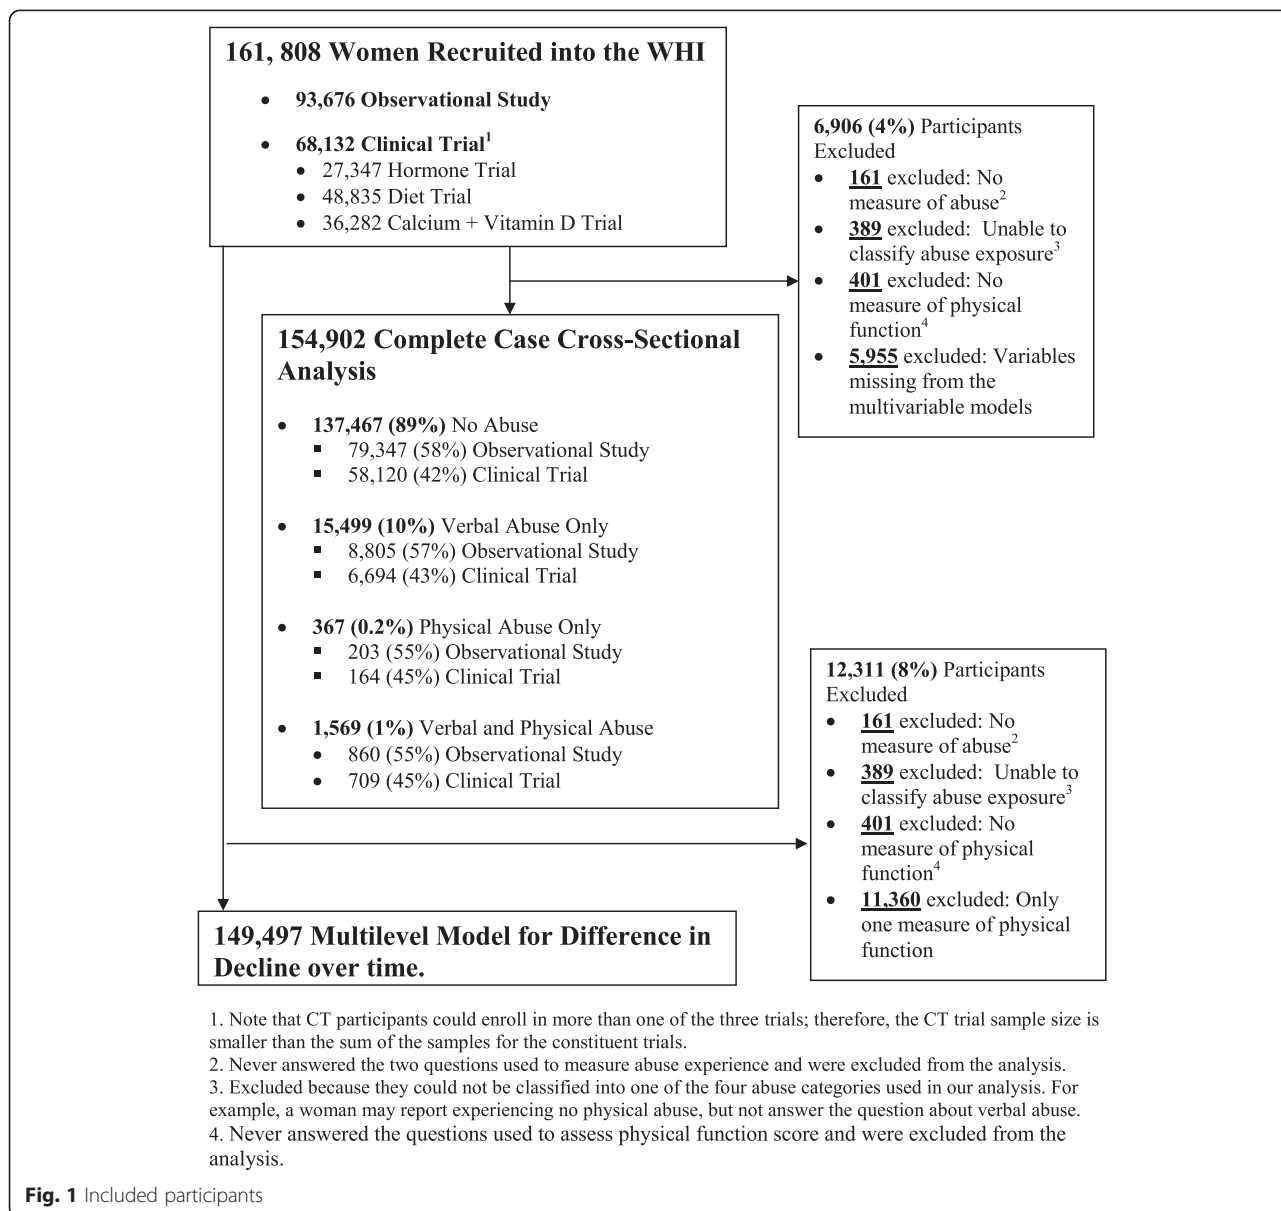 161, 808 Women Recruited into the WHI
• 93,676 Observational Study
• 68,132 Clinical Trial1
• 27,347 Hormone Trial
• 48,835 Diet Trial
• 36,282 Calcium + Vitamin D Trial
6,906 (4%) Participants
Excluded
• 161 excluded: No
measure of abuse2
• 389 excluded: Unable to
classify abuse exposure3
• 401 excluded: No
measure of physical
function4
• 5,955 excluded: Variables
missing from the
multivariable models
154,902 Complete Case Cross-Sectional
Analysis
• 137,467 (89%) No Abuse
▪ 79,347 (58%) Observational Study
▪ 58,120 (42%) Clinical Trial
• 15,499 (10%) Verbal Abuse Only
▪ 8,805 (57%) Observational Study
▪ 6,694 (43%) Clinical Trial
• 367 (0.2%) Physical Abuse Only
▪ 203 (55%) Observational Study
▪ 164 (45%) Clinical Trial
• 1,569 (1%) Verbal and Physical Abuse
• 860 (55%) Observational Study
• 709 (45%) Clinical Trial
12,311 (8%) Participants
Excluded
• 161 excluded: No
measure of abuse2
• 389 excluded: Unable to
classify abuse exposure3
• 401 excluded: No
measure of physical
function4
• 11,360 excluded: Only
one measure of physical
function
149,497 Multilevel Model for Difference in
Decline over time.
1. Note that CT participants could enroll in more than one of the three trials; therefore, the CT trial sample size is
smaller than the sum of the samples for the constituent trials.
2. Never answered the two questions used to measure abuse experience and were excluded from the analysis.
3. Excluded because they could not be classified into one of the four abuse categories used in our analysis. For
example, a woman may report experiencing no physical abuse, but not answer the question about verbal abuse.
4. Never answered the questions used to assess physical function score and were excluded from the
analysis.
Fig. 1 Included participants